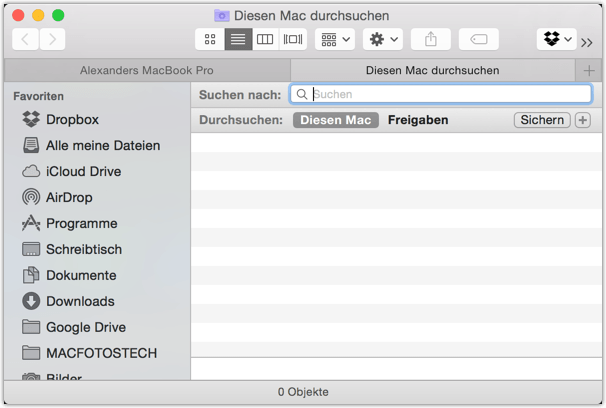 Diesen Mac durchsuchen
Alexanders MacBook Pro
Diesen Mac durchsuchen
Favoriten
Suchen nach:
Suchen
Dropbox
Durchsuchen:
Diesen Mac
Freigaben
Sichern
Alle meine Dateien
iCloud Drive
AirDrop
Programme
Schreibtisch
Dokumente
Downloads
Google Drive
MACFOTOSTECH
Bilder
0 Objekte